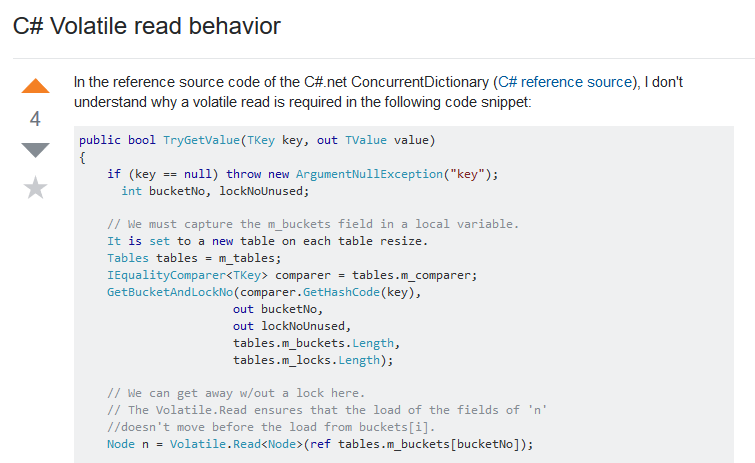 C# Volatile read behavior
4
In the reference source code of the C#.net ConcurrentDictionary (C# reference source), I don't
understand why a volatile read is required in the following code snippet:
public bool TryGetValue(TKey key, out TValue value)
{
    if (key == null) throw new ArgumentNullException("key");
      int bucketNo, lockNoUnused;

    // We must capture the m_buckets field in a local variable.
    It is set to a new table on each table resize.
    Tables tables = m_tables;
    IEqualityComparer<TKey> comparer = tables.m_comparer;
    GetBucketAndLockNo(comparer.GetHashCode(key),
                      out bucketNo,
                      out lockNoUnused,
                      tables.m_buckets.Length,
                      tables.m_locks.Length);

    // We can get away w/out a lock here.
    // The Volatile.Read ensures that the load of the fields of 'n'
    //doesn't move before the load from buckets[i].
    Node n = Volatile.Read<Node>(ref tables.m_buckets[bucketNo]);